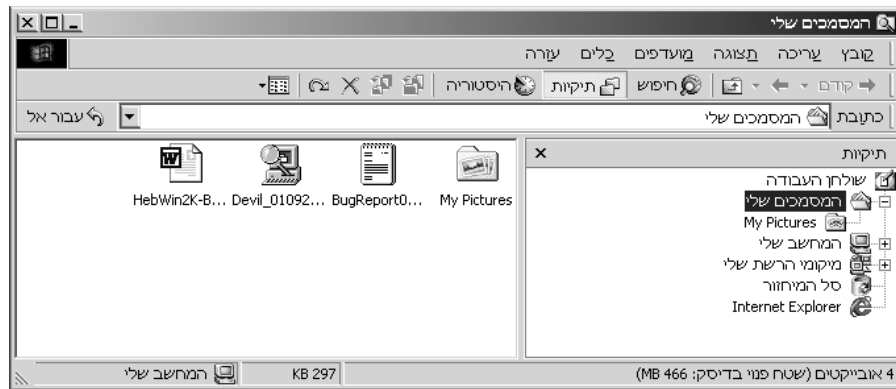 המסמכים שלי
קובץ עריכה תצוגה מועדפים כלים עזרה
קודם חיפוש תיקיות היסטוריה
כתובת המסמכים שלי עבור אל
תיקיות
שולחן העבודה
המסמכים שלי
My Pictures
המחשב שלי
מיקומי הרשת שלי
סל המיחזור
Internet Explorer
My Pictures
BugReport0...
Devil_01092...
HebWin2K-B...
4 אובייקטים (שטח פנוי בדיסק: 466 MB)
297 KB
המחשב שלי